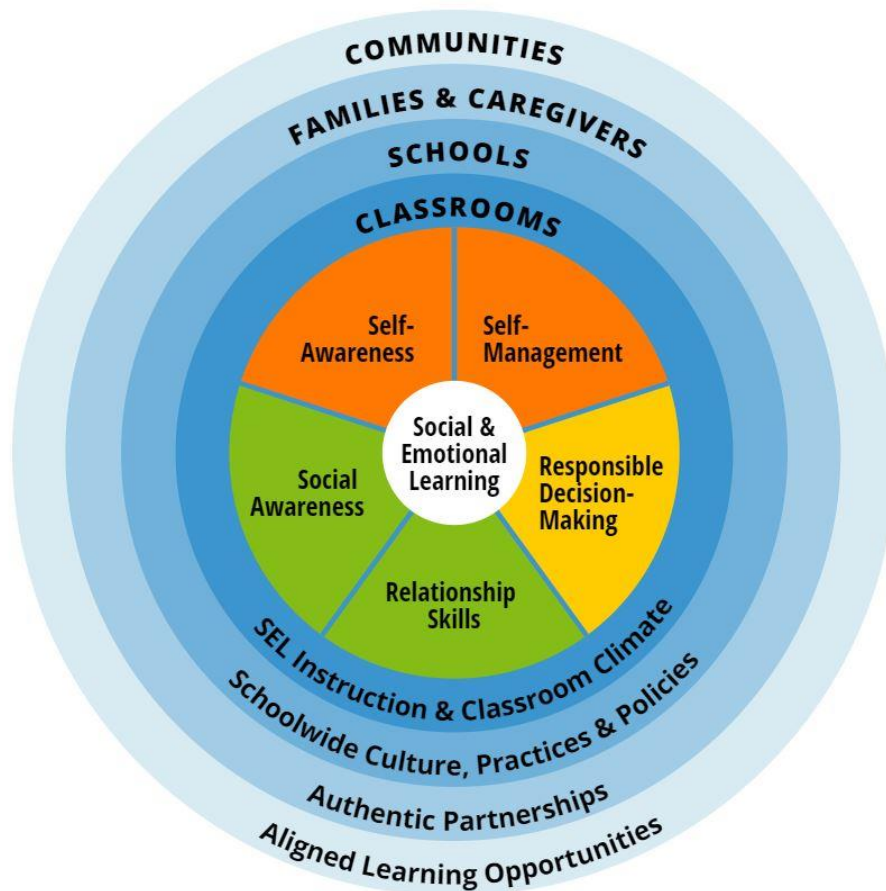 COMMUNITIES
FAMILIES & CAREGIVERS
SCHOOLS
CLASSROOMS
Self-
Awareness
Self-
Management
Social &
Emotional
Learning
Social
Awareness
Responsible
Decision-
Making
Relationship
Skills
SEL Instruction & Classroom Climate
Schoolwide Culture, Practices & Policies
Authentic Partnerships
Aligned Learning Opportunities